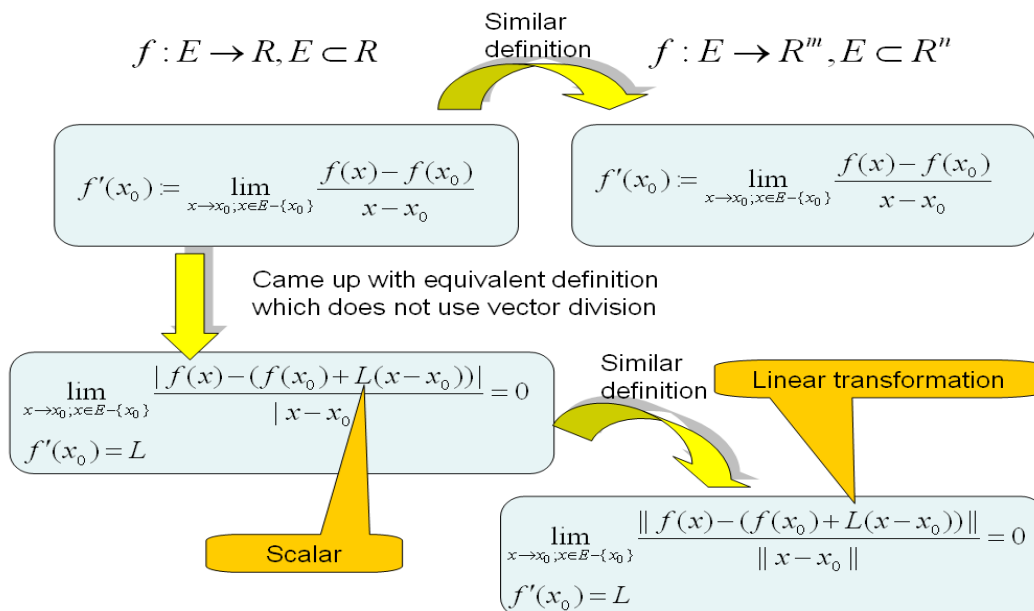 Similar
definition
f : E → R, E ⊂ R
f : E → Rᵐ, E ⊂ Rⁿ
f'(x₀) := lim_{x→x₀; x∈E−{x₀}} (f(x) − f(x₀)) / (x − x₀)
f'(x₀) := lim_{x→x₀; x∈E−{x₀}} (f(x) − f(x₀)) / (x − x₀)
Came up with equivalent definition
which does not use vector division
lim_{x→x₀; x∈E−{x₀}} | f(x) − (f(x₀) + L(x − x₀))| / | x − x₀ = 0
f'(x₀) = L
Similar
definition
Linear transformation
Scalar
lim_{x→x₀; x∈E−{x₀}} || f(x) − (f(x₀) + L(x − x₀))|| / || x − x₀ || = 0
f'(x₀) = L